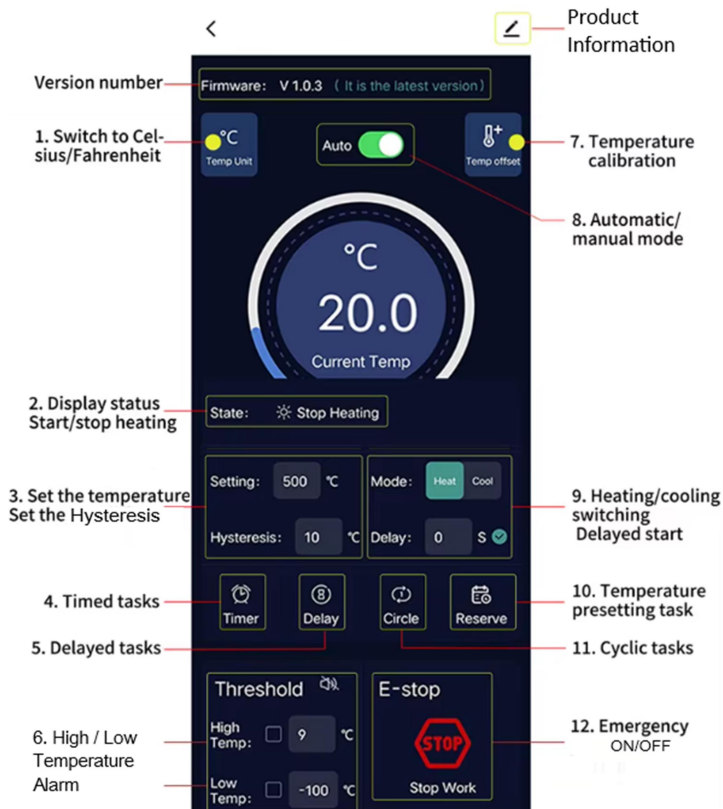 Product
Information
Version number
Firmware: V 1.0.3 ( It is the latest version )
1. Switch to Cel-
sius/Fahrenheit
°C
Temp Unit
Auto
Temp offset
7. Temperature
calibration
8. Automatic/
manual mode
°C
20.0
Current Temp
2. Display status
Start/stop heating
State: Stop Heating
3. Set the temperature
Set the Hysteresis
Setting: 500 °C
Hysteresis: 10 °C
Mode: Heat Cool
Delay: 0 S
9. Heating/cooling
switching
Delayed start
4. Timed tasks
Timer
Delay
Circle
Reserve
10. Temperature
presetting task
5. Delayed tasks
11. Cyclic tasks
Threshold
High
Temp: 9 °C
Low
Temp: -100 °C
6. High / Low
Temperature
Alarm
E-stop
STOP
Stop Work
12. Emergency
ON/OFF